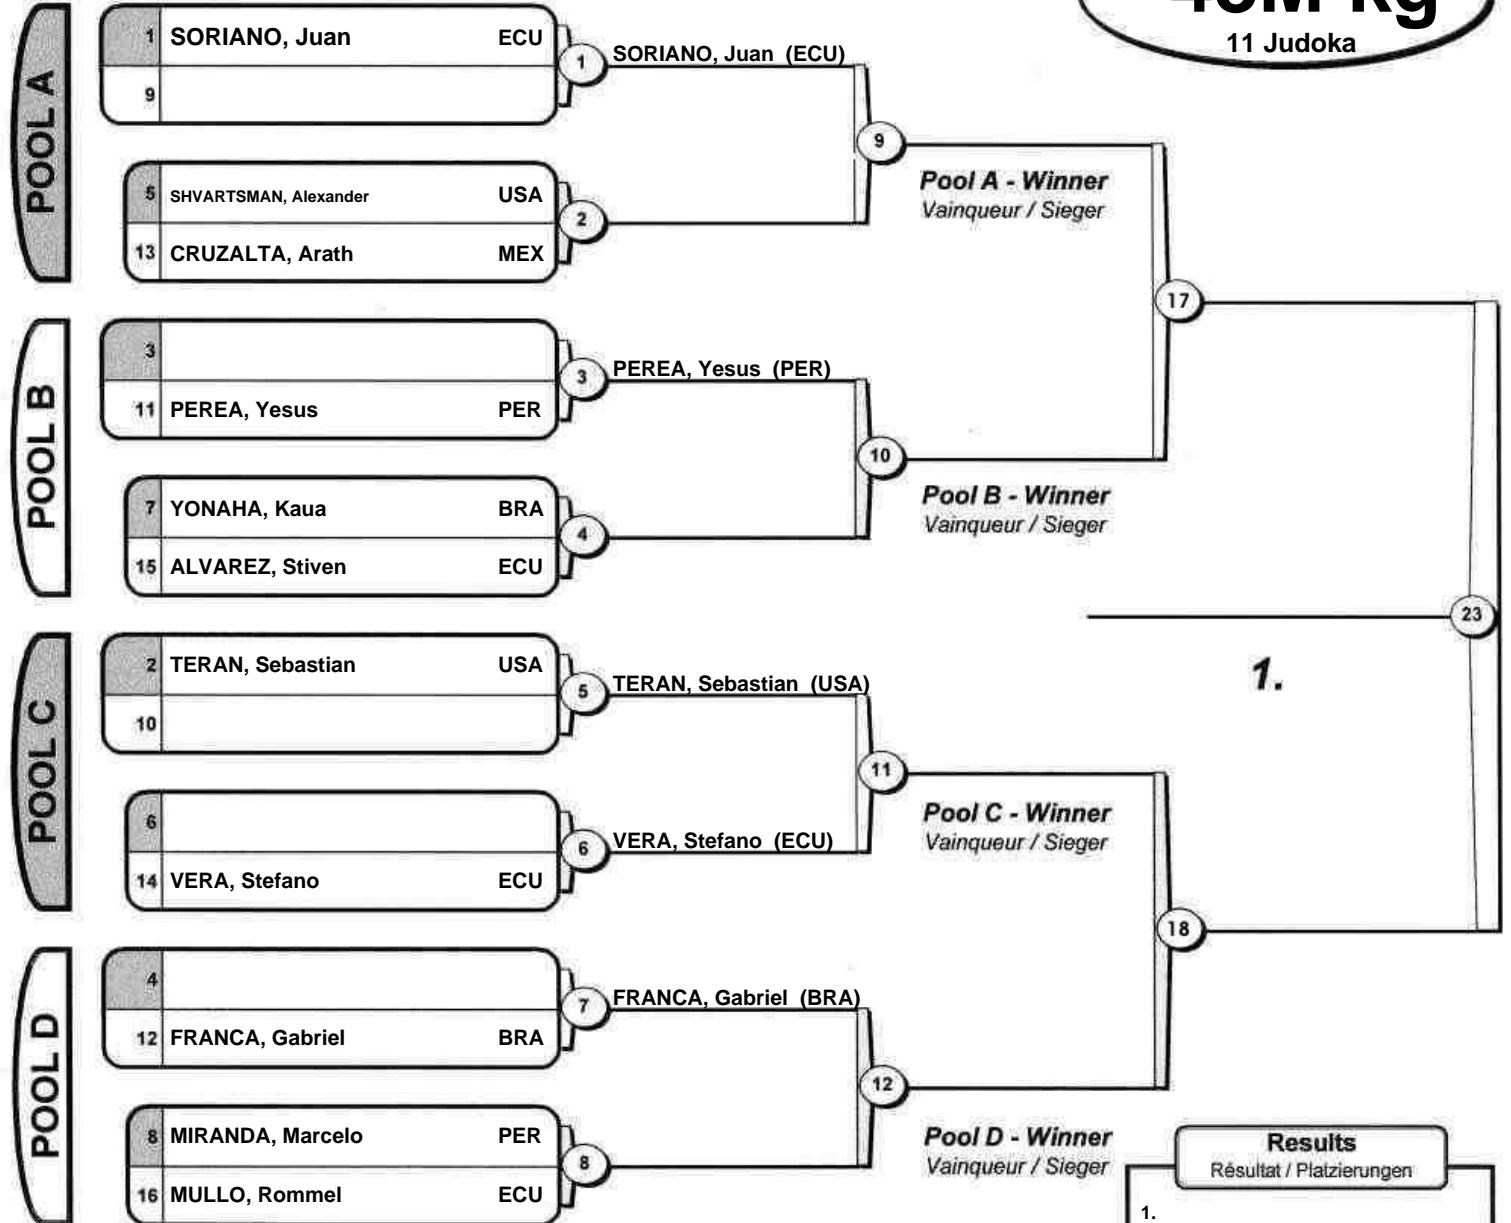 11 Judoka
POOL A
1 SORIANO, Juan ECU
9
1
SORIANO, Juan (ECU)
5 SHVARTSMAN, Alexander USA
13 CRUZALTA, Arath MEX
2
9
Pool A - Winner
Vainqueur / Sieger
POOL B
3
11 PEREA, Yesus PER
3
PEREA, Yesus (PER)
7 YONAHA, Kaua BRA
15 ALVAREZ, Stiven ECU
4
10
Pool B - Winner
Vainqueur / Sieger
17
POOL C
2 TERAN, Sebastian USA
10
5
TERAN, Sebastian (USA)
6
14 VERA, Stefano ECU
6
VERA, Stefano (ECU)
11
Pool C - Winner
Vainqueur / Sieger
23
1.
POOL D
4
12 FRANCA, Gabriel BRA
7
FRANCA, Gabriel (BRA)
8 MIRANDA, Marcelo PER
16 MULLO, Rommel ECU
8
12
Pool D - Winner
Vainqueur / Sieger
18
Results
Résultat / Platzierungen
1.